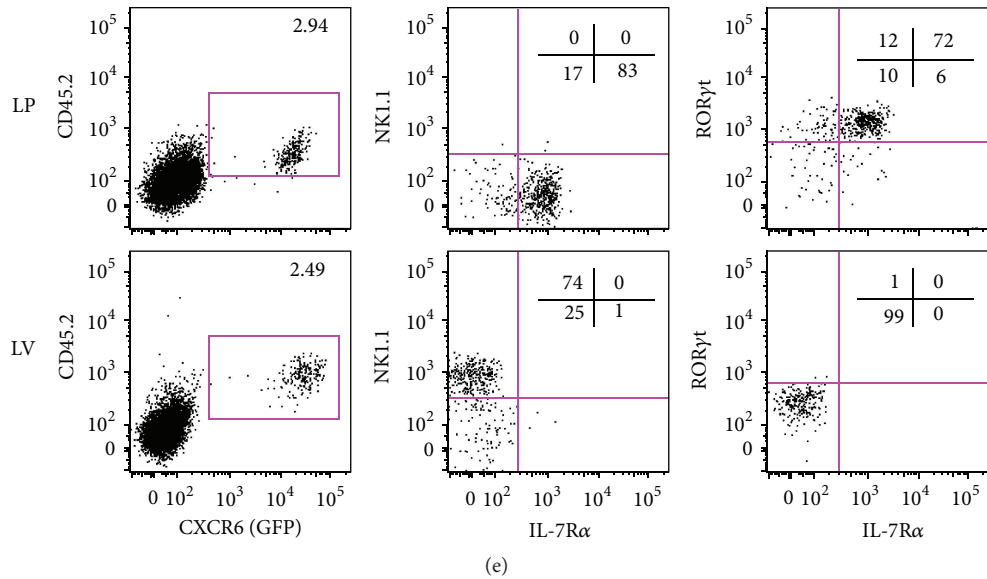 LP
CD45.2
10⁵
10⁴
10³
10²
0
2.94
NK1.1
10⁵
10⁴
10³
10²
0
0 0
17 83
RORγt
10⁵
10⁴
10³
10²
0
12 72
10 6
LV
CD45.2
10⁵
10⁴
10³
10²
0
2.49
0 10² 10³ 10⁴ 10⁵
CXCR6 (GFP)
NK1.1
10⁵
10⁴
10³
10²
0
74 0
25 1
0 10² 10³ 10⁴ 10⁵
IL-7Rα
RORγt
10⁵
10⁴
10³
10²
0
1 0
99 0
0 10² 10³ 10⁴ 10⁵
IL-7Rα
(e)